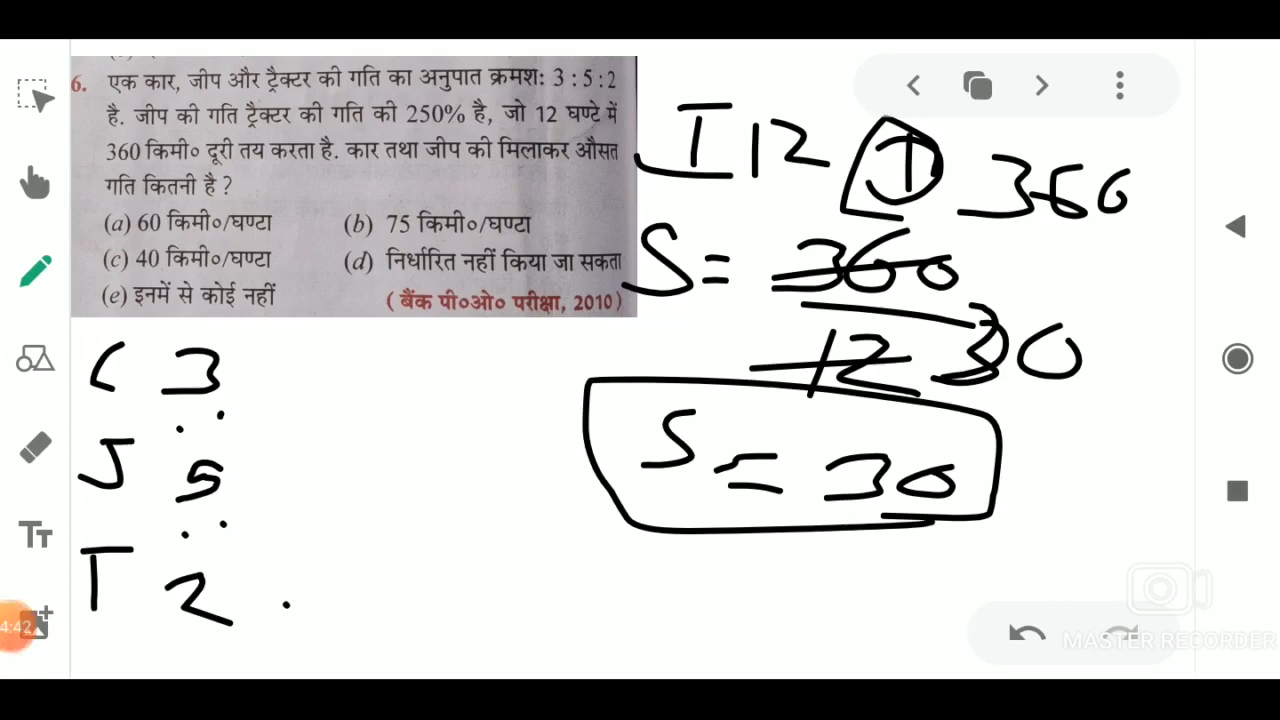 6. एक कार, जीप और ट्रैक्टर की गति का अनुपात क्रमशः 3 : 5 : 2
है. जीप की गति ट्रैक्टर की गति की 250% है, जो 12 घण्टे में
360 किमी० दूरी तय करता है. कार तथा जीप की मिलाकर औसत
गति कितनी है ?
(a) 60 किमी०/घण्टा (b) 75 किमी०/घण्टा
(c) 40 किमी०/घण्टा (d) निर्धारित नहीं किया जा सकता
(e) इनमें से कोई नहीं
( बैंक पी०ओ० परीक्षा, 2010 )
I 12 T 360
S = 360
12 30
S = 30
C 3
:
J 5
:
T 2
TT
4:42
MASTER RECORDER